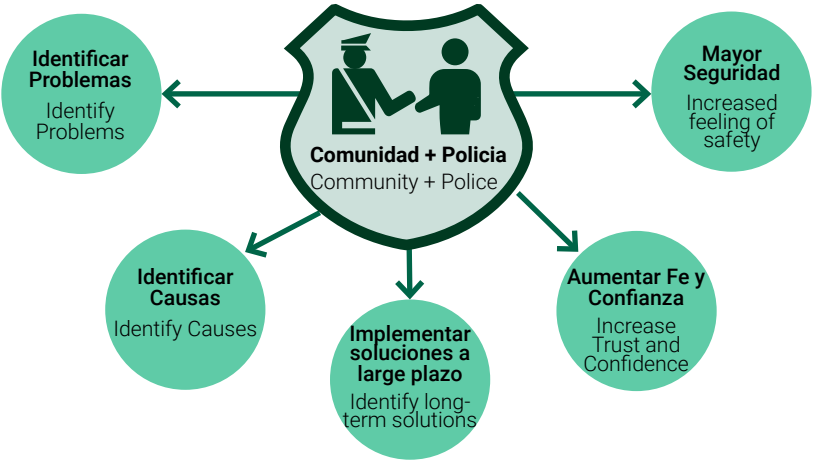 Identificar
Problemas
Identify
Problems
Mayor
Seguridad
Increased
feeling of
safety
Comunidad + Policia
Community + Police
Identificar
Causas
Identify Causes
Implementar
soluciones a
large plazo
Identify long-
term solutions
Aumentar Fe y
Confianza
Increase
Trust and
Confidence